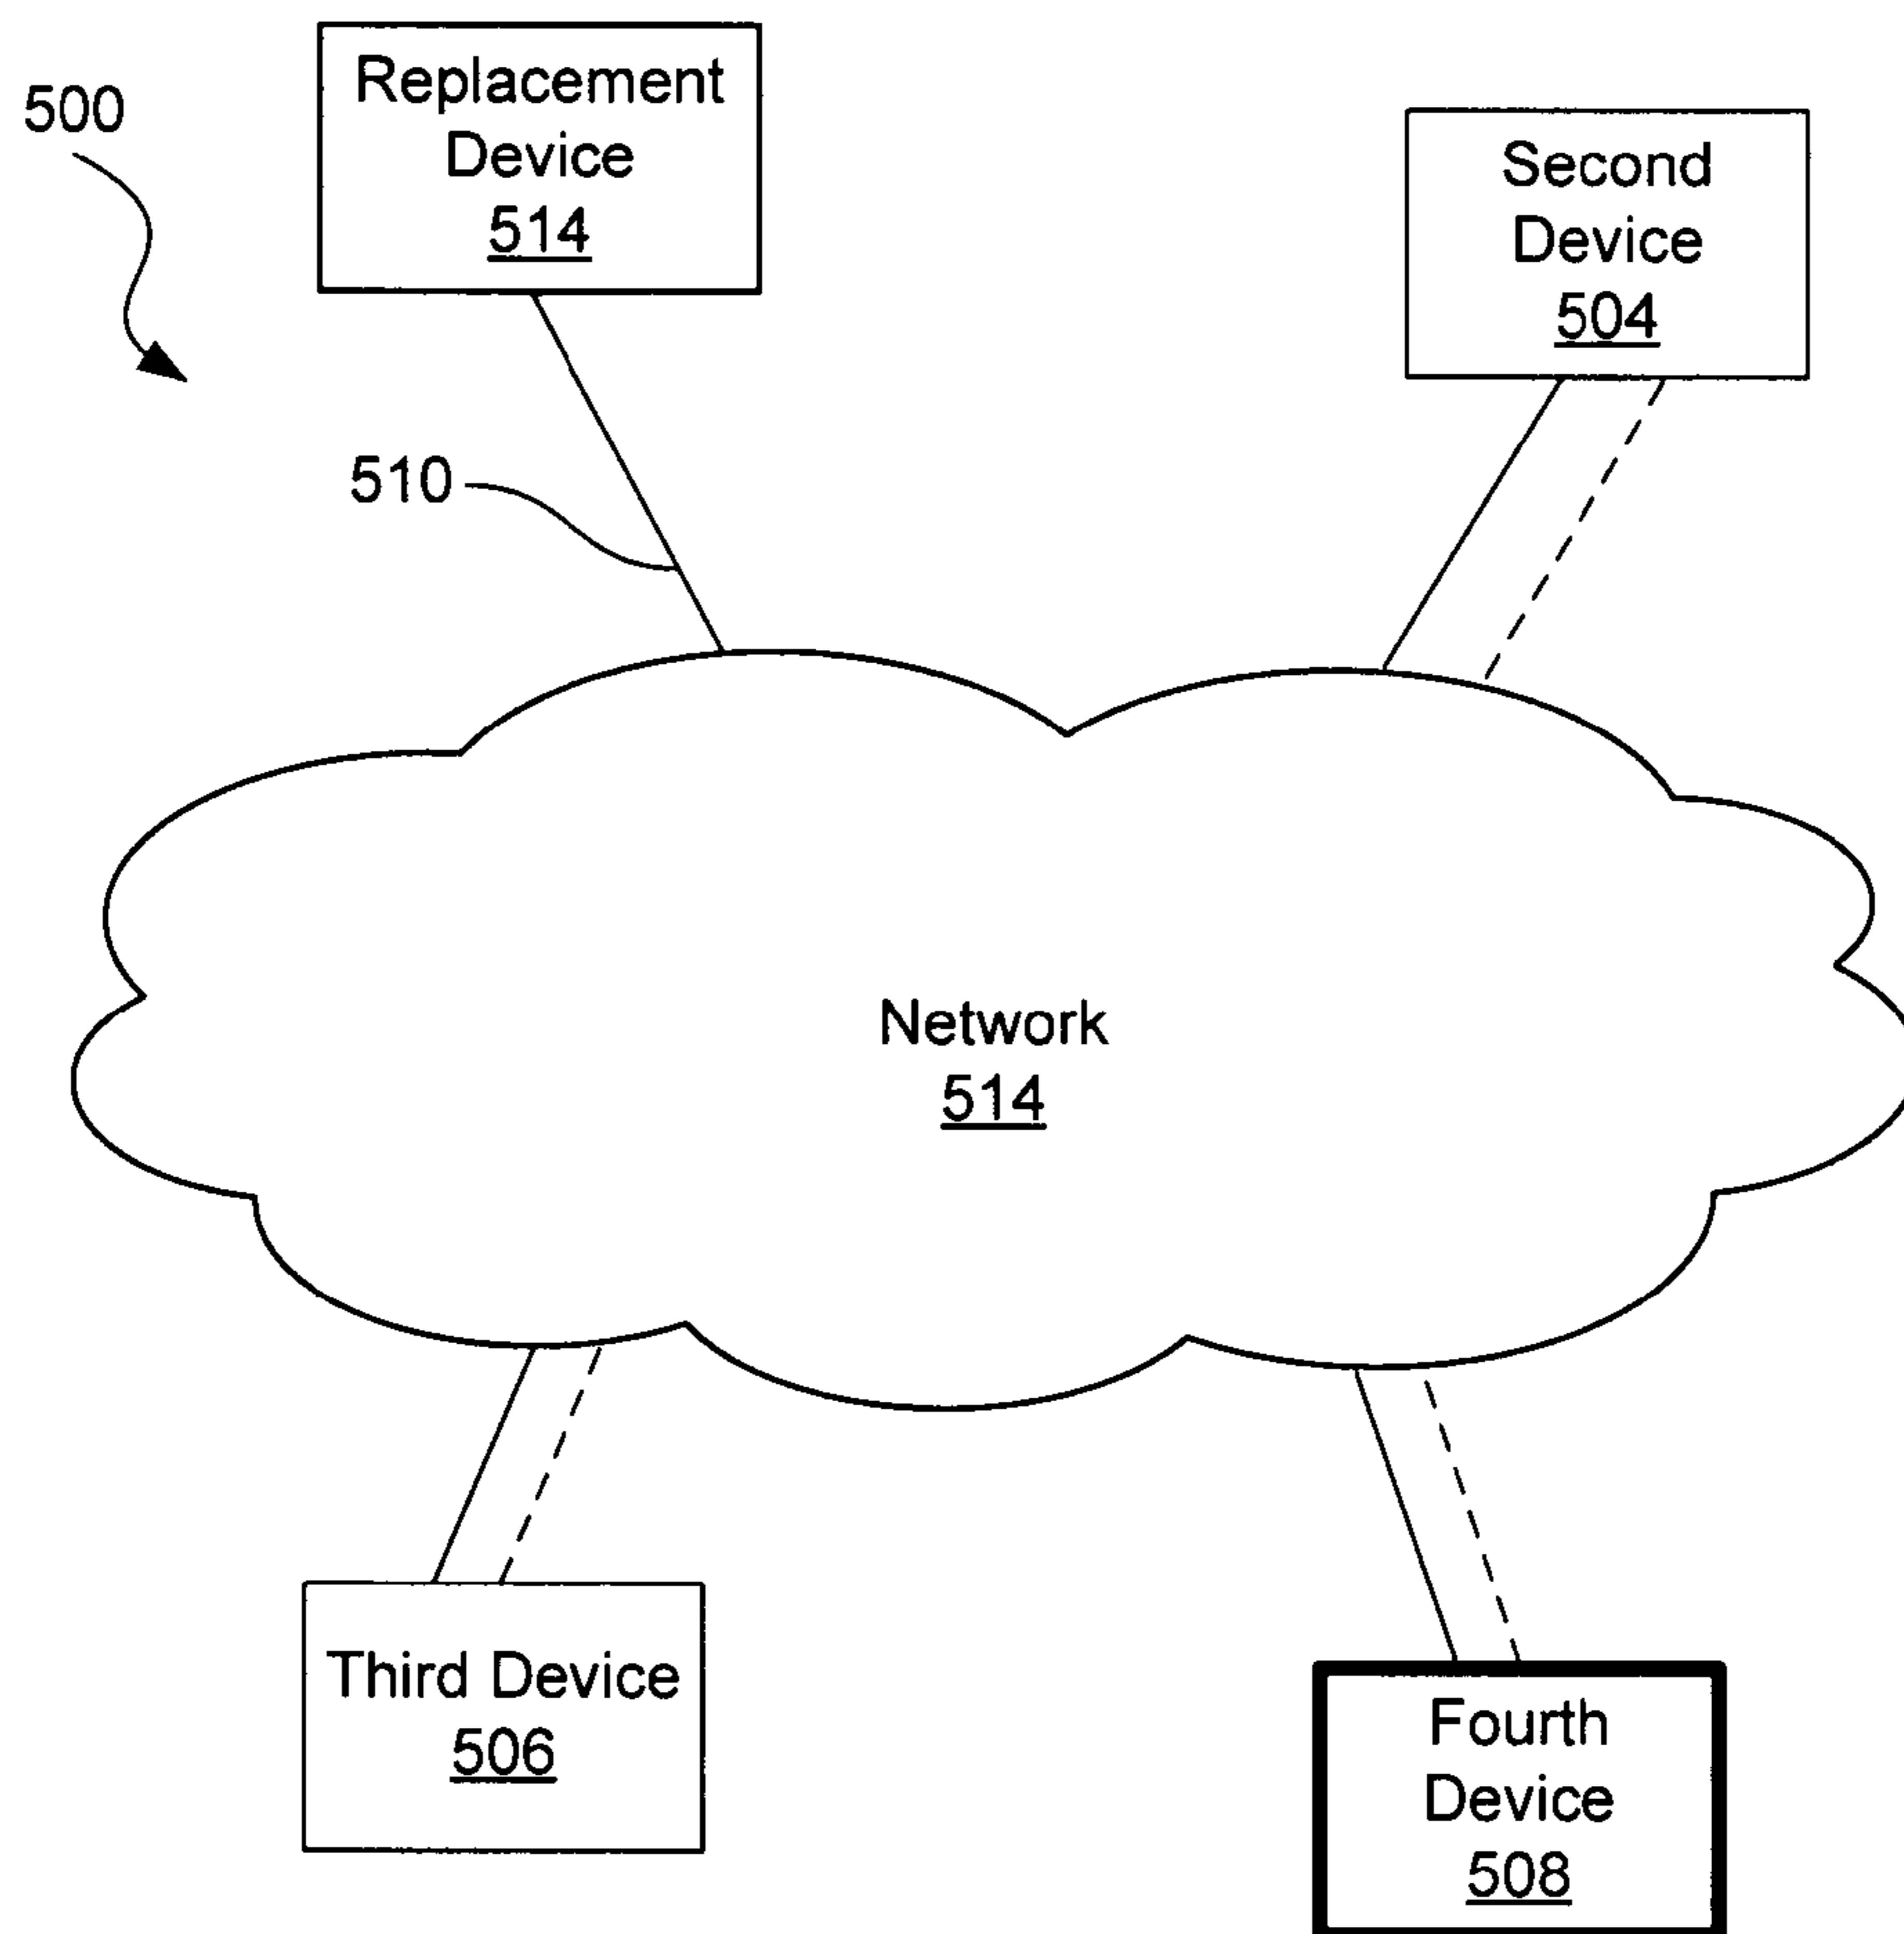 500
Replacement
Device
514
Second
Device
504
510
Network
514
Third Device
506
Fourth
Device
508